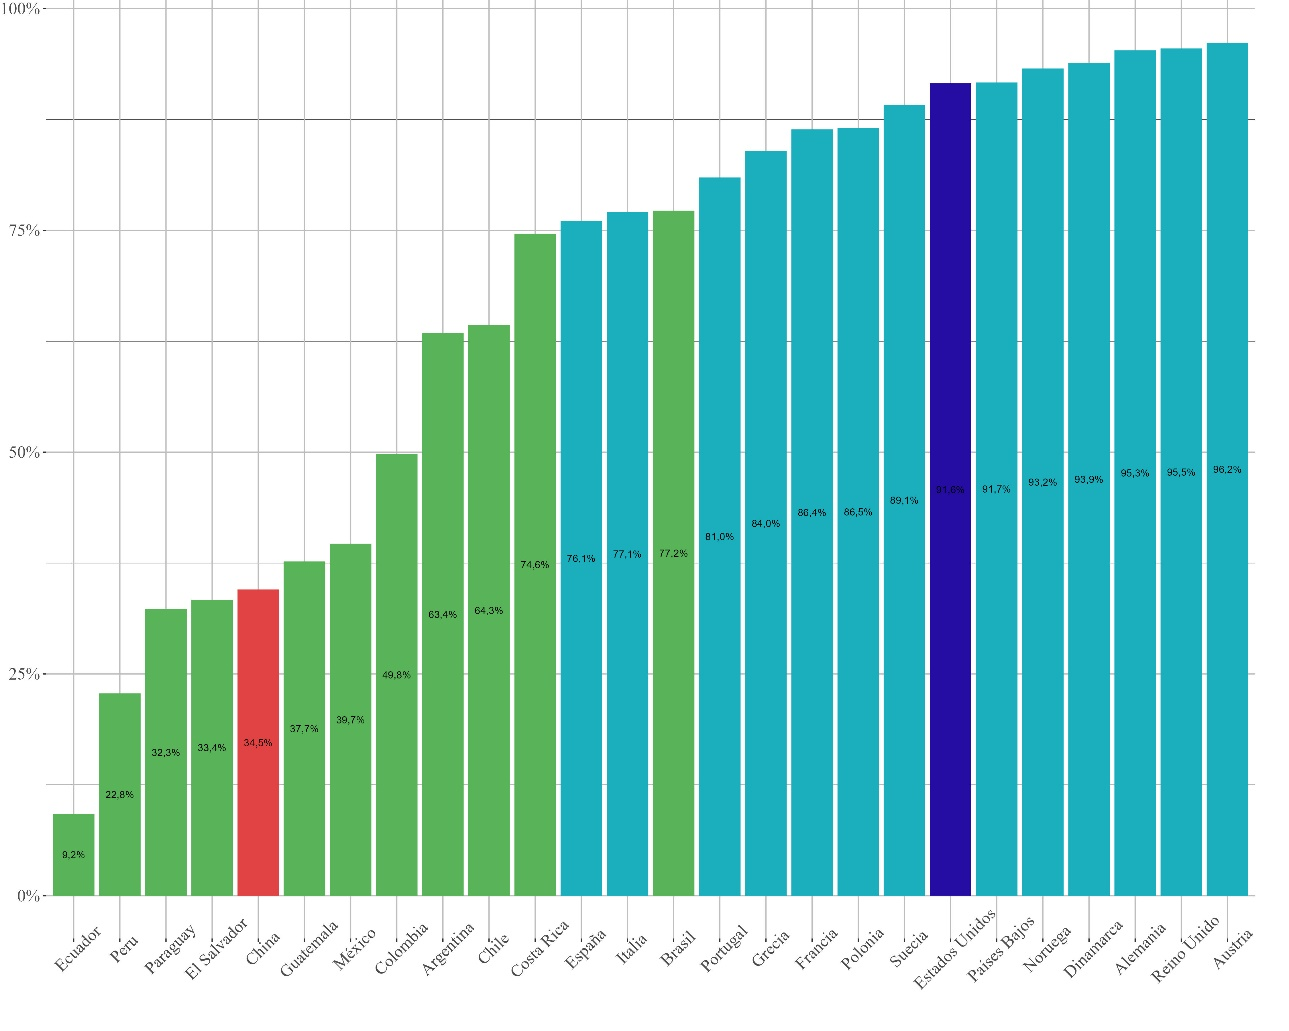 100%
75%
50%
25%
0%
9,2%
22,8%
32,3%
33,4%
34,5%
37,7%
39,7%
49,8%
63,4%
64,3%
74,6%
76,1%
77,1%
77,2%
81,0%
84,0%
86,4%
86,5%
89,1%
91,6%
91,7%
93,2%
93,9%
95,3%
95,5%
96,2%
Ecuador
Peru
Paraguay
El Salvador
China
Guatemala
México
Colombia
Argentina
Chile
Costa Rica
España
Italia
Brasil
Portugal
Grecia
Francia
Polonia
Suecia
Estados Unidos
Países Bajos
Noruega
Dinamarca
Alemania
Reino Unido
Austria